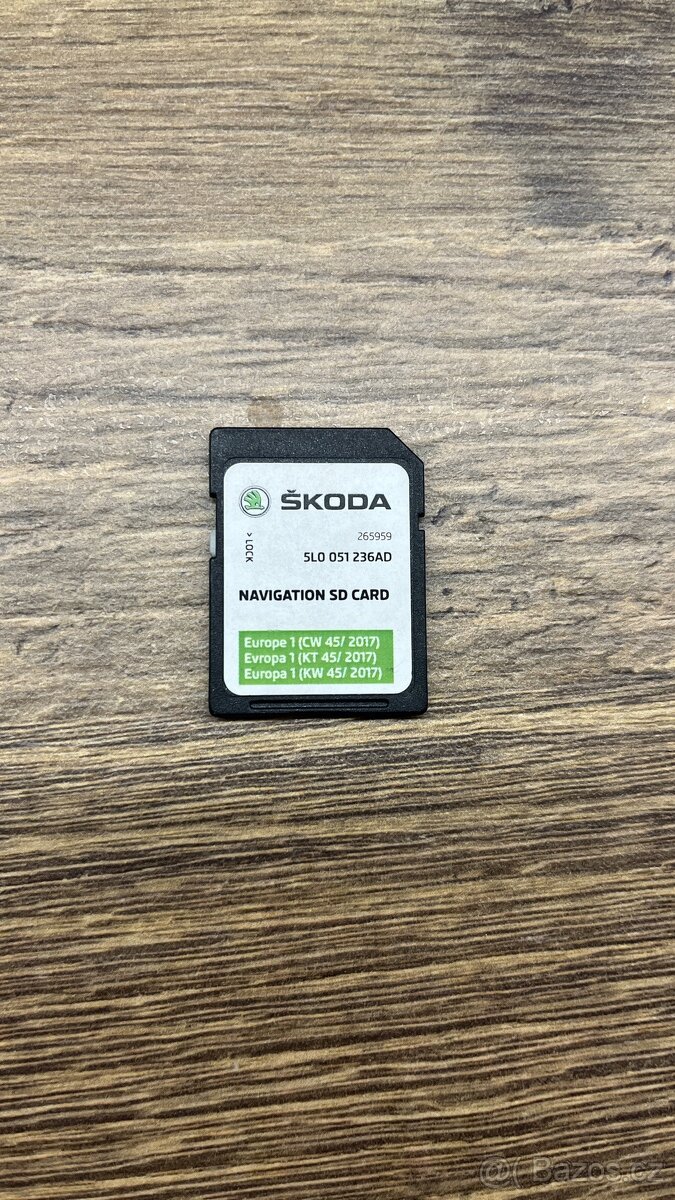 ŠKODA
265959
> LOCK
5L0 051 236AD
NAVIGATION SD CARD
Europe 1 (CW 45/ 2017)
Evropa 1 (KT 45/ 2017)
Europa 1 (KW 45/ 2017)
Bazos.cz